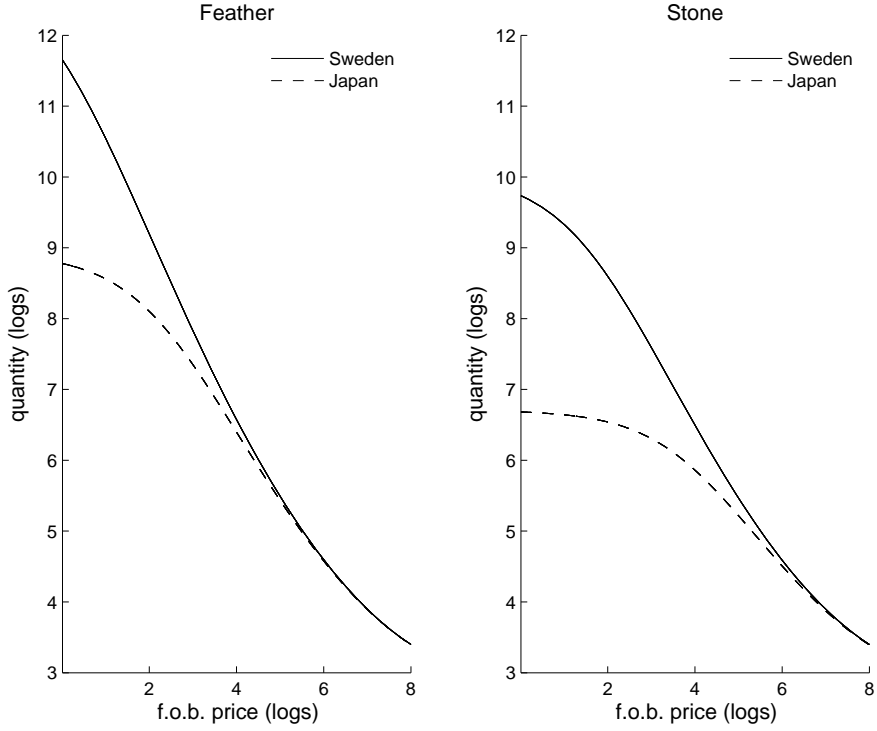 Feather
12
11
10
9
8
7
6
5
4
3
2
4
6
8
quantity (logs)
f.o.b. price (logs)
Sweden
Japan
Stone
12
11
10
9
8
7
6
5
4
3
2
4
6
8
quantity (logs)
f.o.b. price (logs)
Sweden
Japan